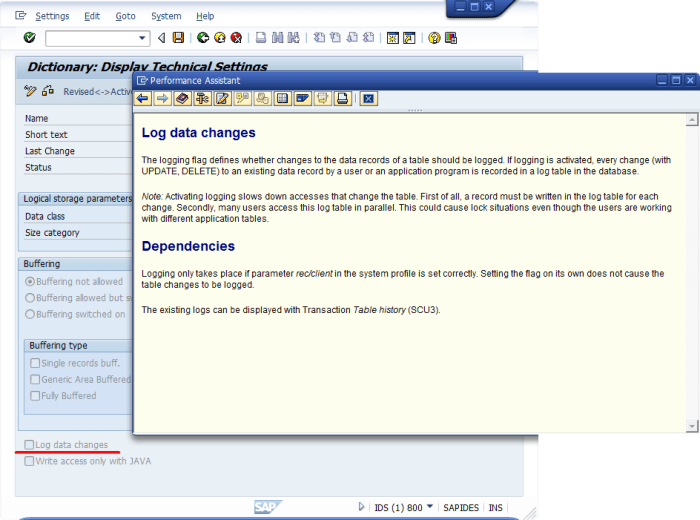 Settings Edit Goto System Help
Dictionary: Display Technical Settings
Revised<->Activ
Name
Short text
Last Change
Status
Logical storage parameters
Data class
Size category
Buffering
Buffering not allowed
Buffering allowed but s
Buffering switched on
Buffering type
Single records buff.
Generic Area Buffered
Fully Buffered
Log data changes
Write access only with JAVA
Performance Assistant
Log data changes
The logging flag defines whether changes to the data records of a table should be logged. If logging is activated, every change (with
UPDATE, DELETE) to an existing data record by a user or an application program is recorded in a log table in the database.
Note: Activating logging slows down accesses that change the table. First of all, a record must be written in the log table for each
change. Secondly, many users access this log table in parallel. This could cause lock situations even though the users are working
with different application tables.
Dependencies
Logging only takes place if parameter rec/client in the system profile is set correctly. Setting the flag on its own does not cause the
table changes to be logged.
The existing logs can be displayed with Transaction Table history (SCU3).
SAP
IDS (1) 800 SAPIDES INS